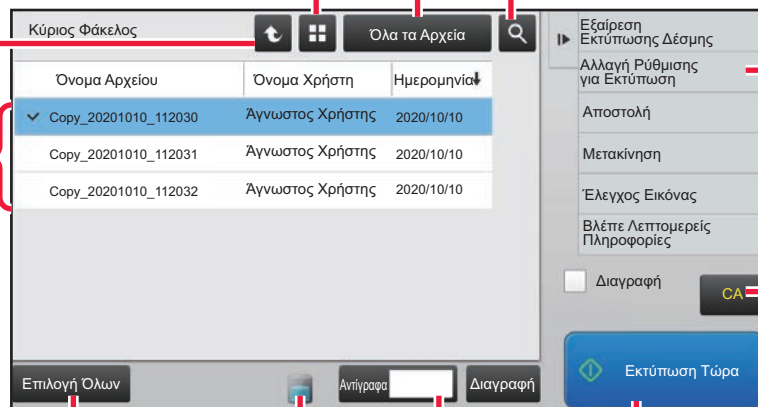 Κύριος Φάκελος
Όλα τα Αρχεία
Όνομα Αρχείου Όνομα Χρήστη Ημερομηνία
Copy_20201010_112030 Άγνωστος Χρήστης 2020/10/10
Copy_20201010_112031 Άγνωστος Χρήστης 2020/10/10
Copy_20201010_112032 Άγνωστος Χρήστης 2020/10/10
Επιλογή Όλων
Αντίγραφα
Διαγραφή
Εξαίρεση
Εκτύπωσης Δέσμης
Αλλαγή Ρύθμισης
για Εκτύπωση
Αποστολή
Μετακίνηση
Έλεγχος Εικόνας
Βλέπε Λεπτομερείς
Πληροφορίες
Διαγραφή
CA
Εκτύπωση Τώρα